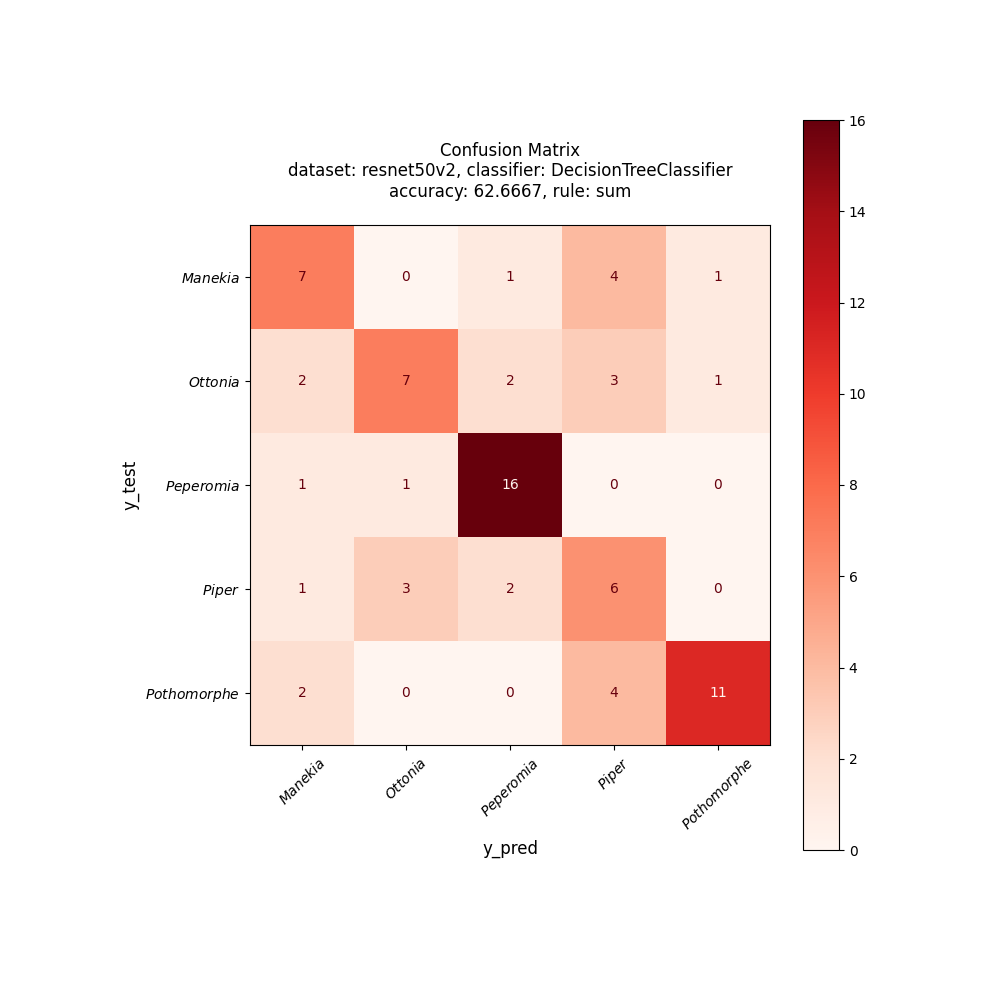 Confusion Matrix
dataset: resnet50v2, classifier: DecisionTreeClassifier
accuracy: 62.6667, rule: sum
Manekia 7 0 1 4 1
Ottonia 2 7 2 3 1
Peperomia 1 1 16 0 0
Piper 1 3 2 6 0
Pothomorphe 2 0 0 4 11
Manekia Ottonia Peperomia Piper Pothomorphe
y_test
y_pred
16
14
12
10
8
6
4
2
0